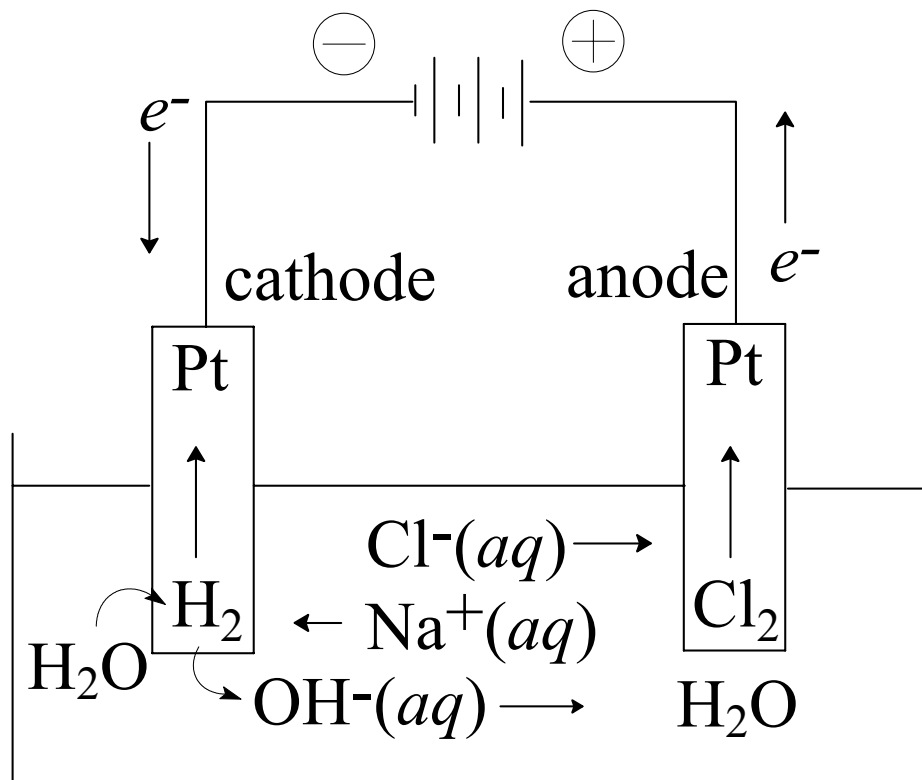 − +
e-
e-
cathode anode
Pt Pt
Cl-(aq)
H2 Na+(aq) Cl2
H2O OH-(aq) H2O